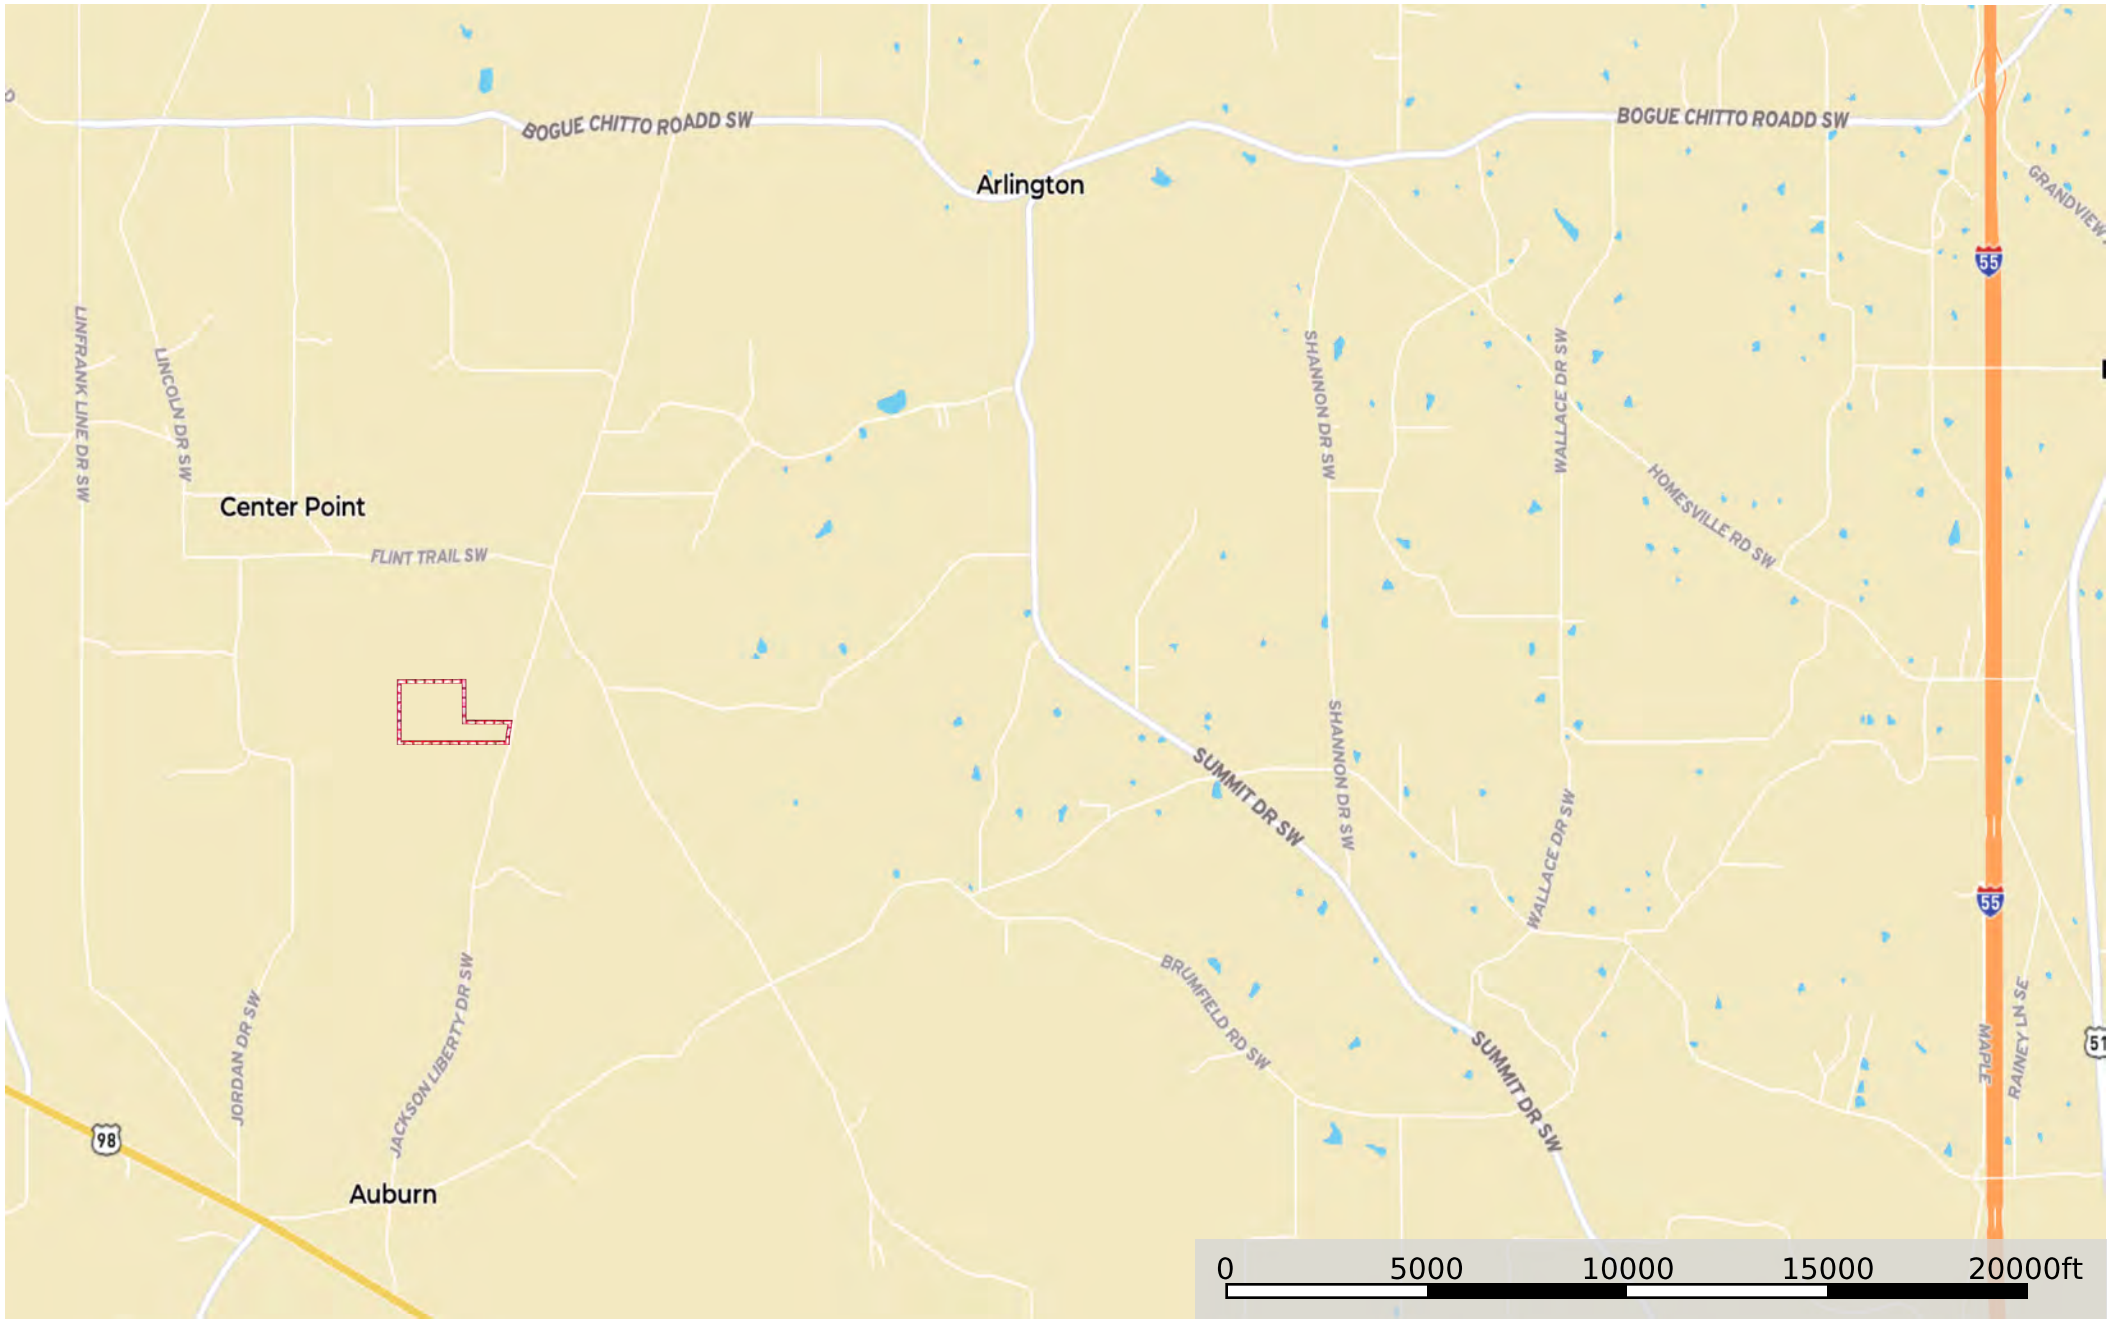 BOGUE CHITTO ROADD SW
BOGUE CHITTO ROADD SW
Arlington
GRANDVIEW
55
LINFRANK LINE DR SW
LINCOLN DR SW
SHANNON DR SW
WALLACE DR SW
HOMESVILLE RD SW
Center Point
FLINT TRAIL SW
SHANNON DR SW
SUMMIT DR SW
WALLACE DR SW
55
BRUMFIELD RD SW
JACKSON LIBERTY DR SW
JORDAN DR SW
RAINEY LN SE
MAPLE
51
SUMMIT DR SW
98
Auburn
0 5000 10000 15000 20000ft